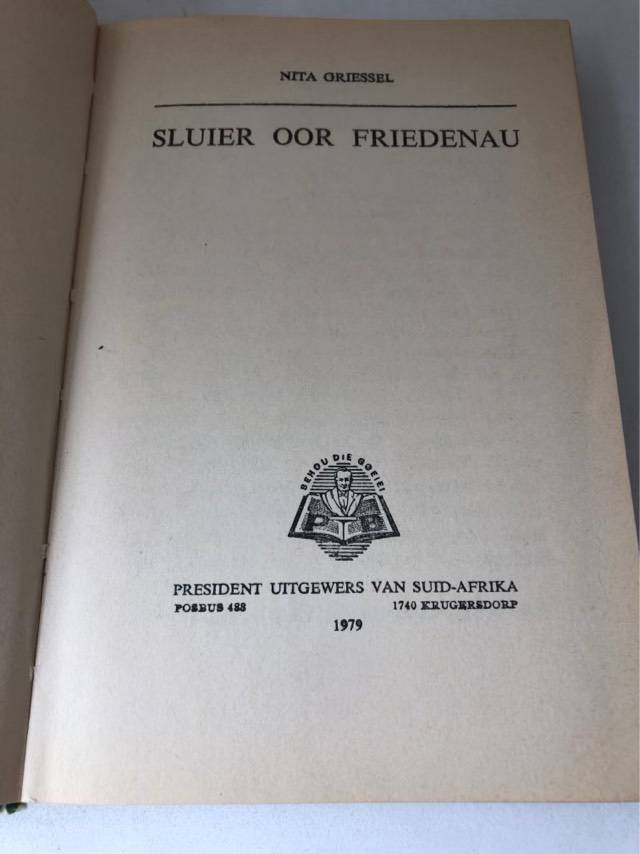 NITA GRIESSEL
SLUIER OOR FRIEDENAU
BEHOU DIE GOEIE!
P B
PRESIDENT UITGEWERS VAN SUID-AFRIKA
POSBUS 488 1740 KRUGERSDORP
1979